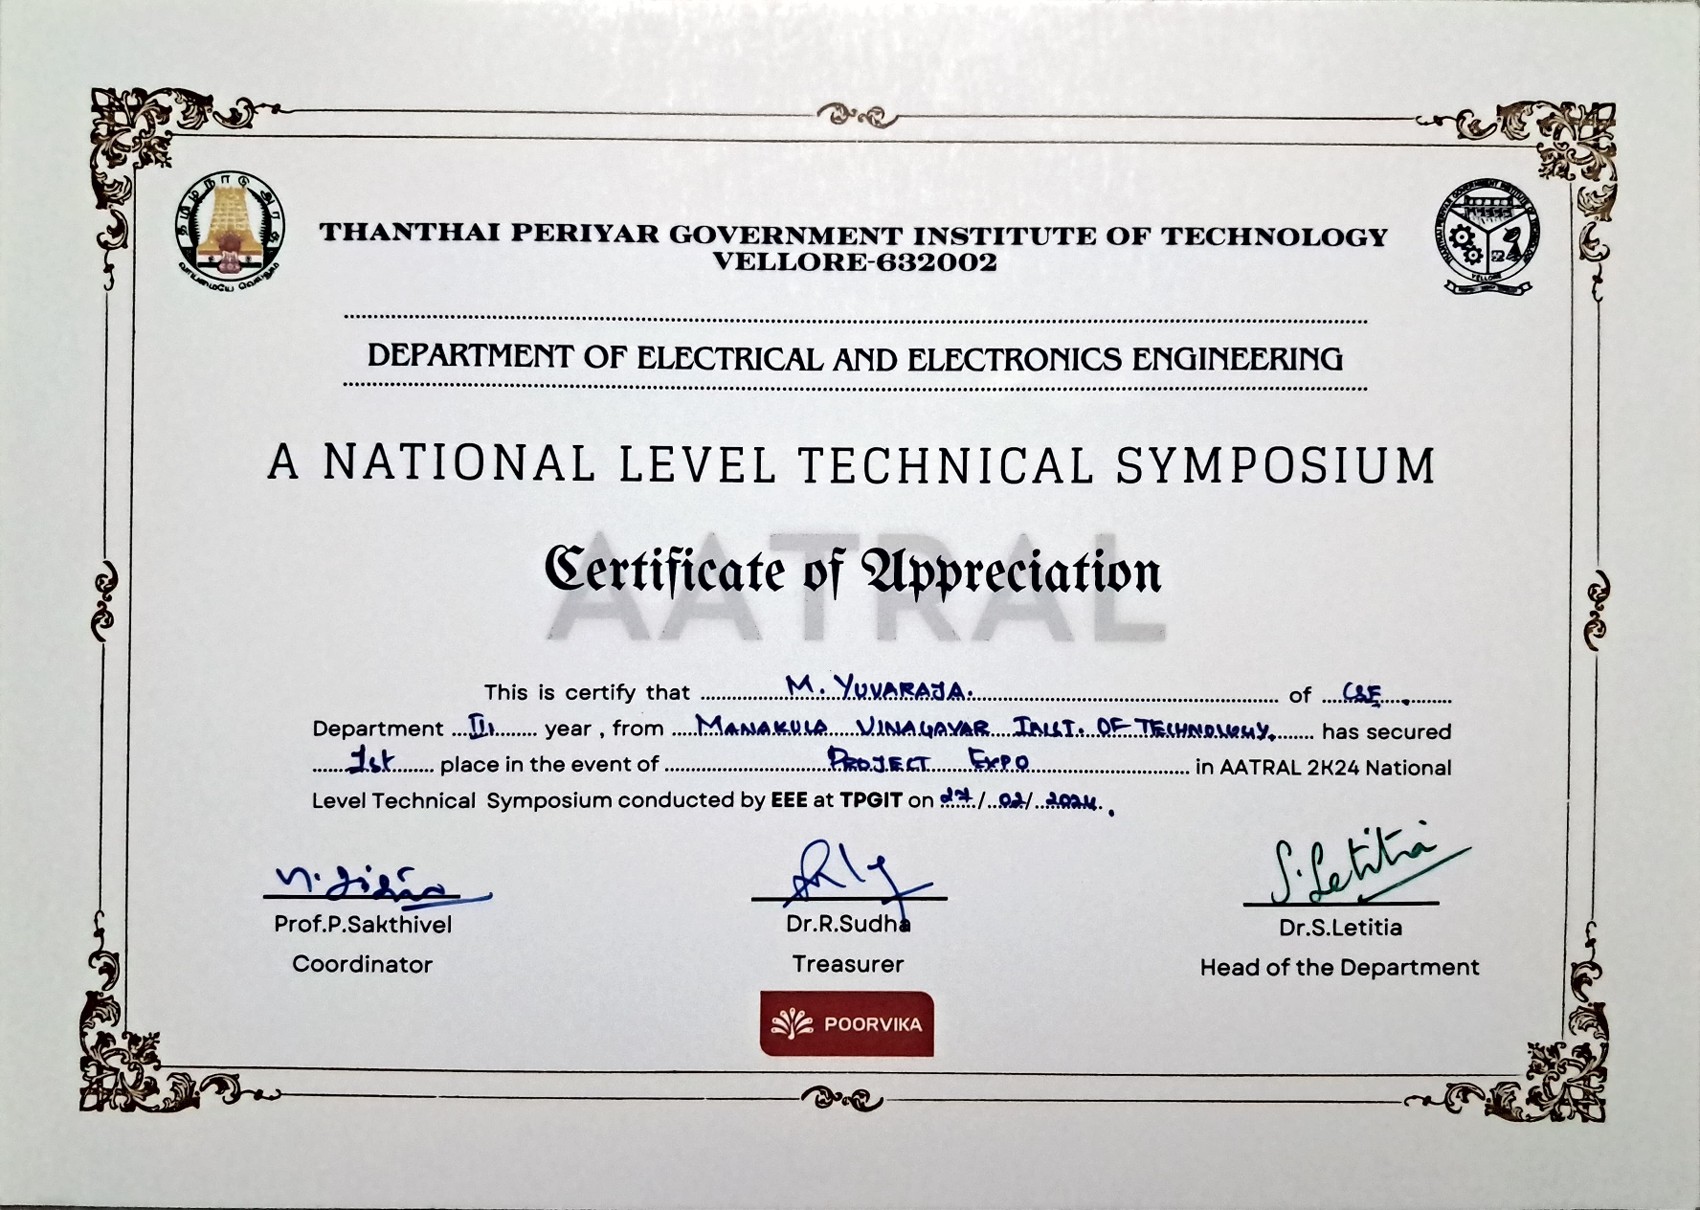 தமிழ்நாடு அரசு
வாய்மையே வெல்லும்
THANTHAI PERIYAR GOVERNMENT INSTITUTE OF TECHNOLOGY
VELLORE-632002
VELLORE
DEPARTMENT OF ELECTRICAL AND ELECTRONICS ENGINEERING
A NATIONAL LEVEL TECHNICAL SYMPOSIUM
AATRAL
Certificate of Appreciation
This is certify that M. YUVARAJA. of CSE.
Department III year , from MANAKULA VINAGAYAR INST. OF TECHNOLOGY. has secured
1st place in the event of PROJECT EXPO in AATRAL 2K24 National
Level Technical Symposium conducted by EEE at TPGIT on 27/02/2024.
S. Letitia
Prof.P.Sakthivel Dr.R.Sudha Dr.S.Letitia
Coordinator Treasurer Head of the Department
POORVIKA